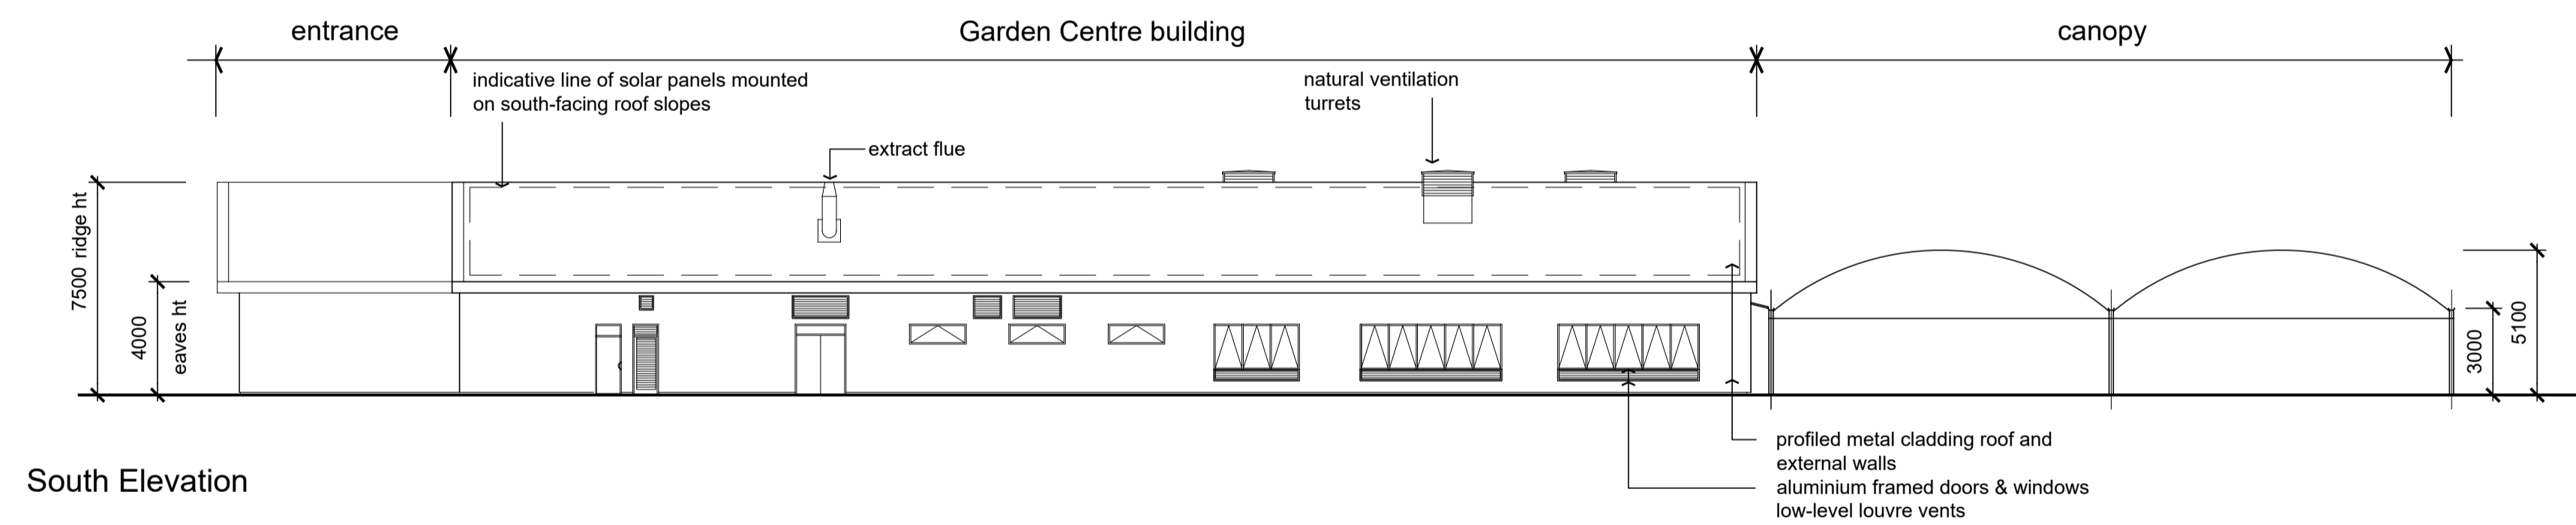 entrance
Garden Centre building
canopy
indicative line of solar panels mounted
on south-facing roof slopes
natural ventilation
turrets
extract flue
7500 ridge ht
4000
eaves ht
3000
5100
profiled metal cladding roof and
external walls
aluminium framed doors & windows
low-level louvre vents
South Elevation